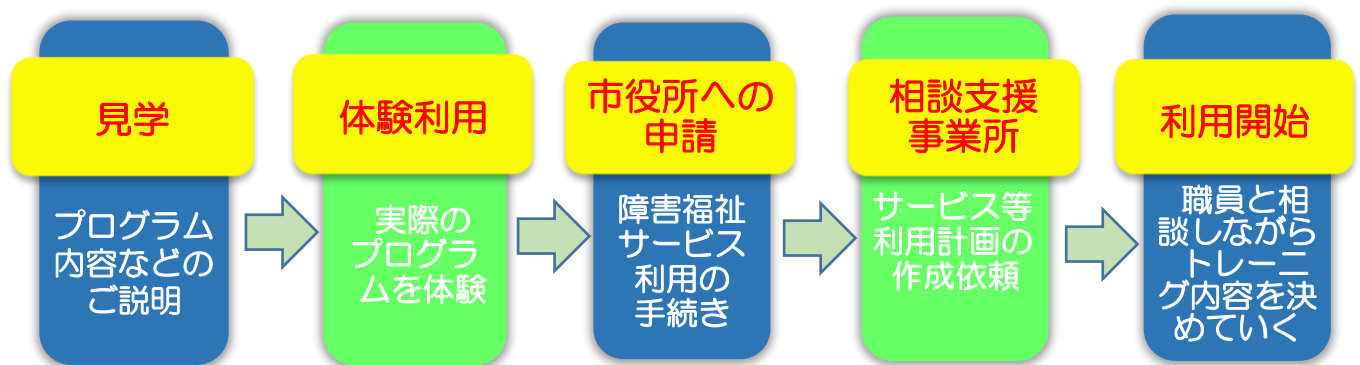 見学
プログラム
内容などの
ご説明
体験利用
実際の
プログラ
ムを体験
市役所への
申請
障害福祉
サービス
利用の
手続き
相談支援
事業所
サービス等
利用計画の
作成依頼
利用開始
職員と相
談しながら
トレーニ
グ内容を決
めていく